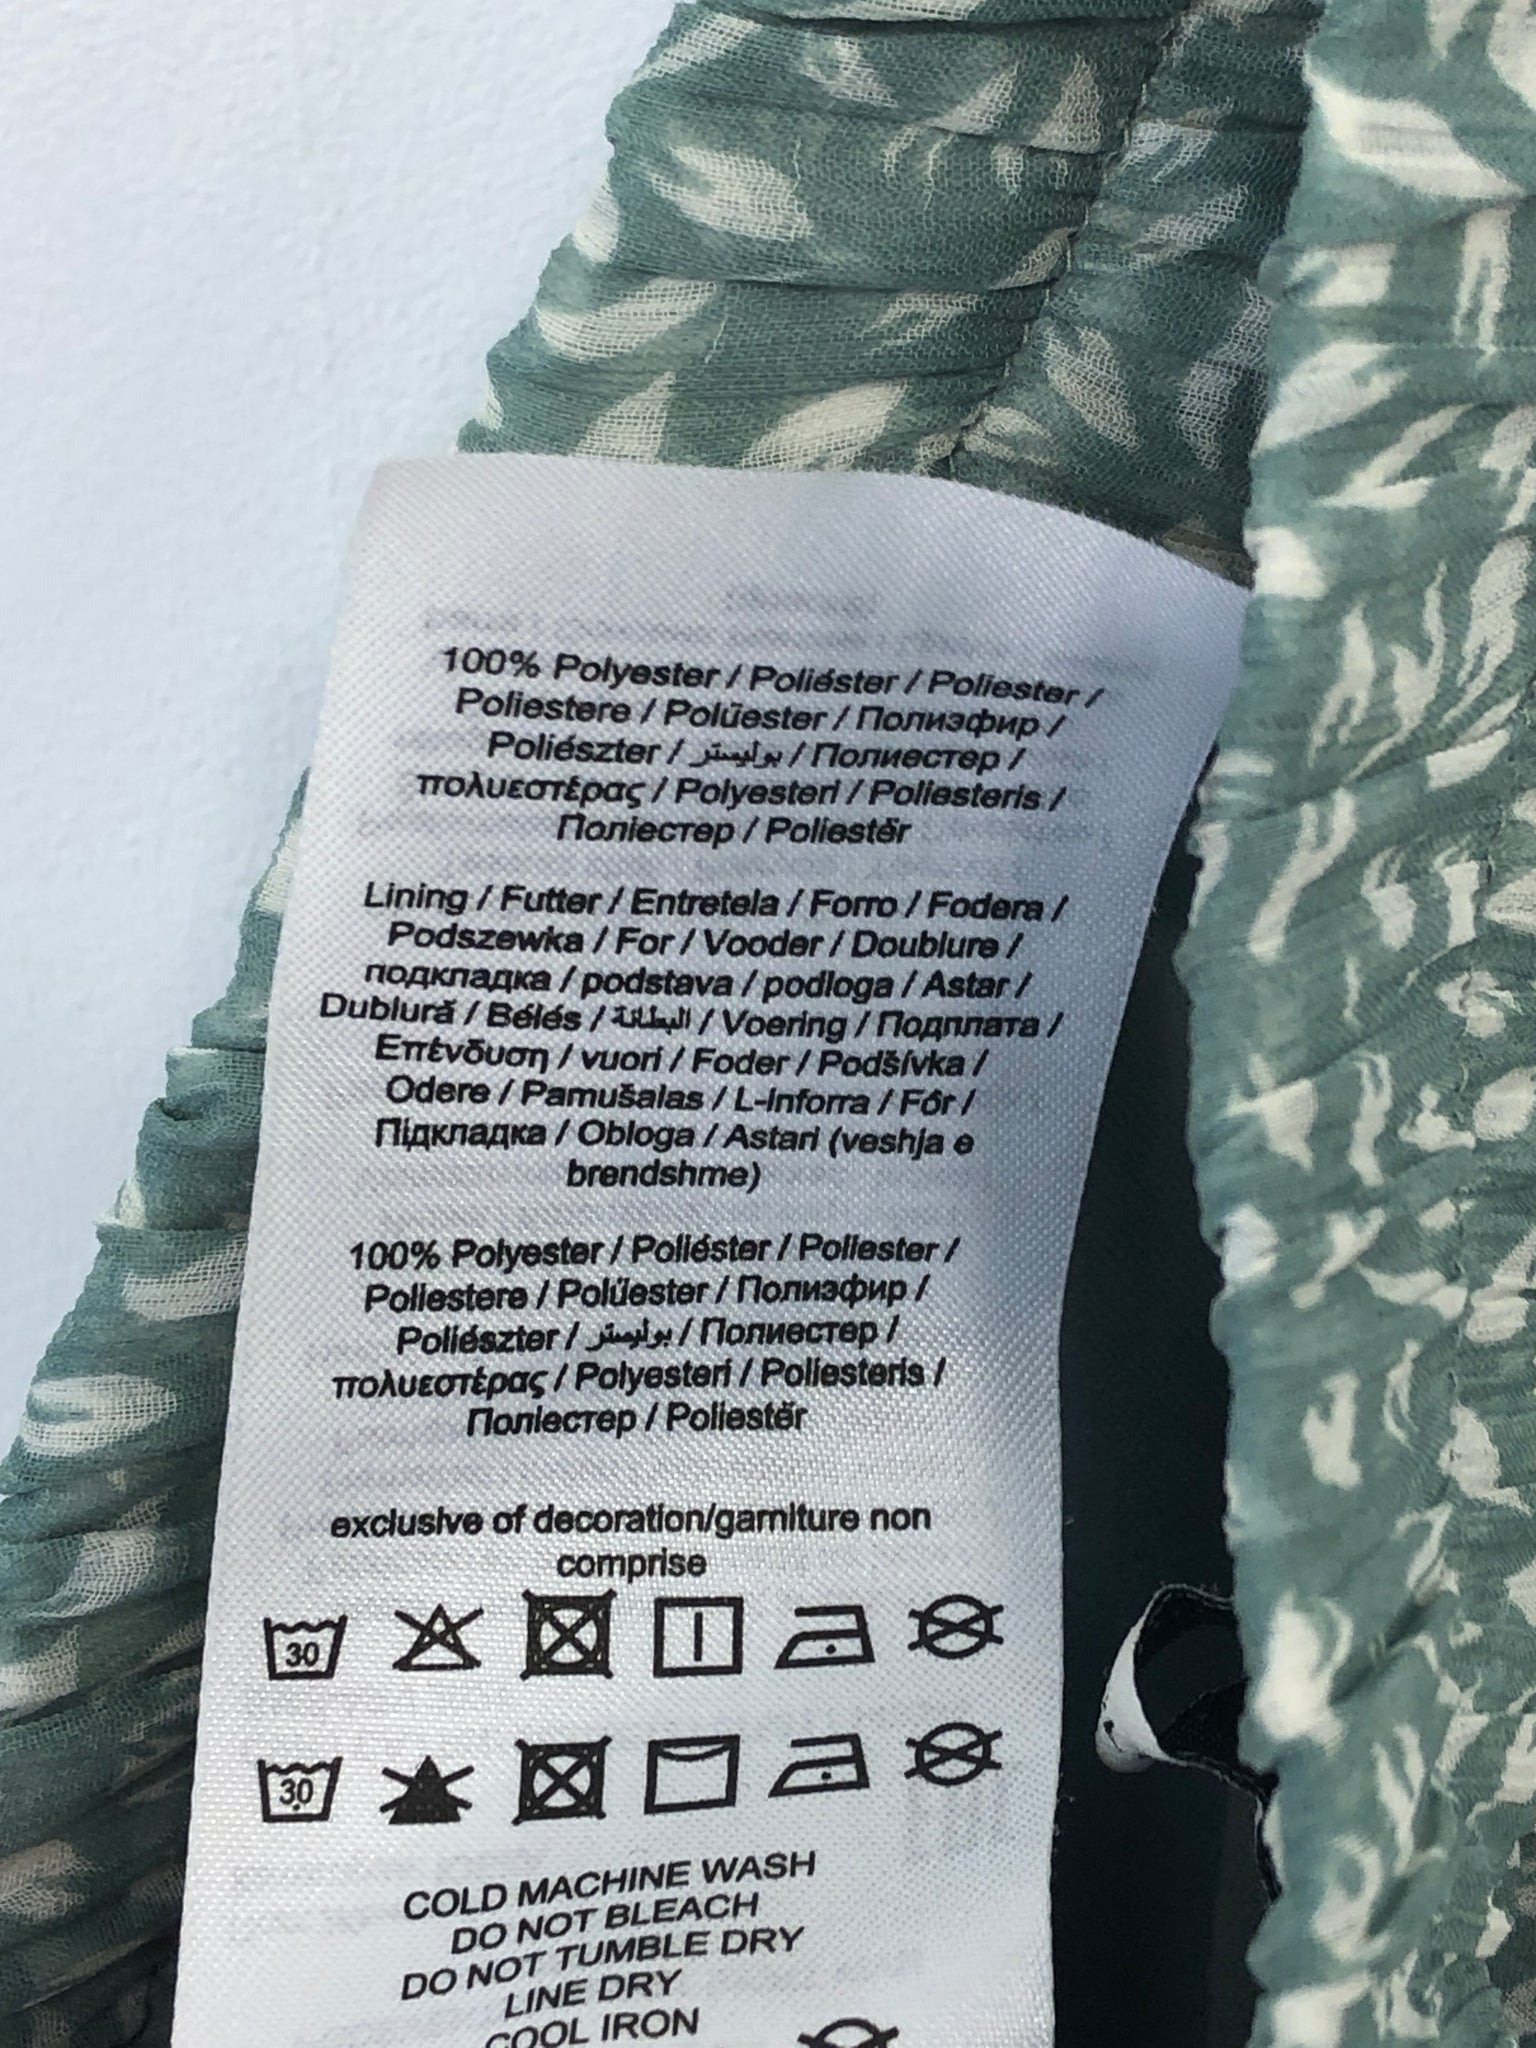 100% Polyester / Poliéster / Poliester /
Poliestere / Polűester / Полиэфир /
Poliészter / بوليستر / Полиестер /
πολυεστέρας / Polyesteri / Poliesteris /
Поліестер / Poliestër
Lining / Futter / Entretela / Forro / Fodera /
Podszewka / For / Vooder / Doublure /
подкладка / podstava / podloga / Astar /
Dublură / Bélés / البطانة / Voering / Подплата /
Επένδυση / vuori / Foder / Podšívka /
Odere / Pamušalas / L-inforra / Fór /
Підкладка / Obloga / Astari (veshja e
brendshme)
100% Polyester / Poliéster / Poliester /
Poliestere / Polűester / Полиэфир /
Poliészter / بوليستر / Полиестер /
πολυεστέρας / Polyesteri / Poliesteris /
Поліестер / Poliestër
exclusive of decoration/garniture non
comprise
30
30
COLD MACHINE WASH
DO NOT BLEACH
DO NOT TUMBLE DRY
LINE DRY
COOL IRON